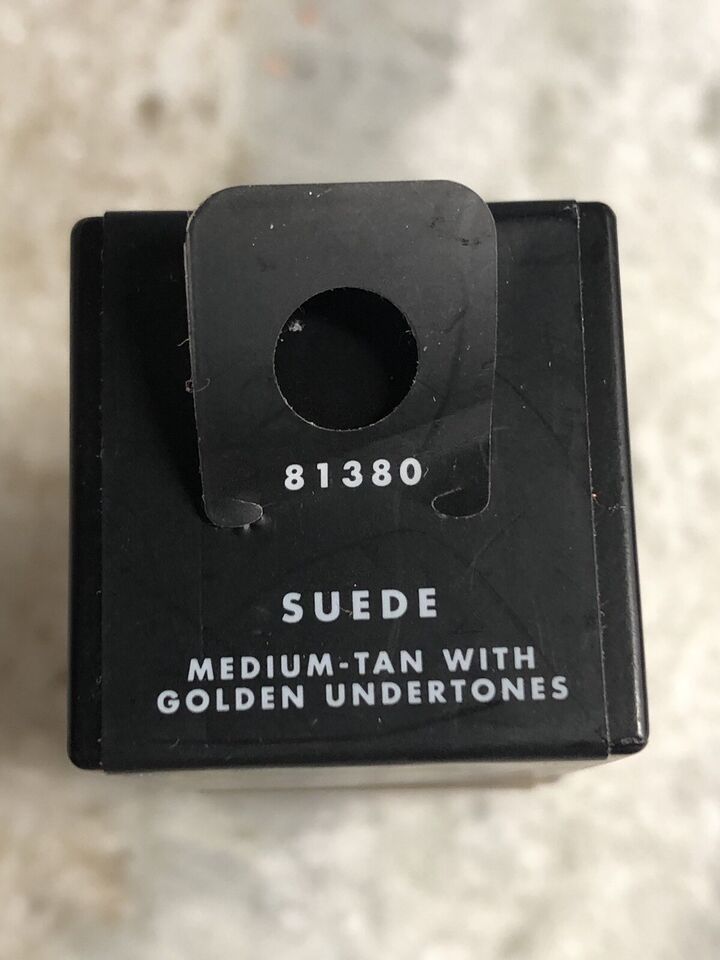 81380
SUEDE
MEDIUM-TAN WITH
GOLDEN UNDERTONES